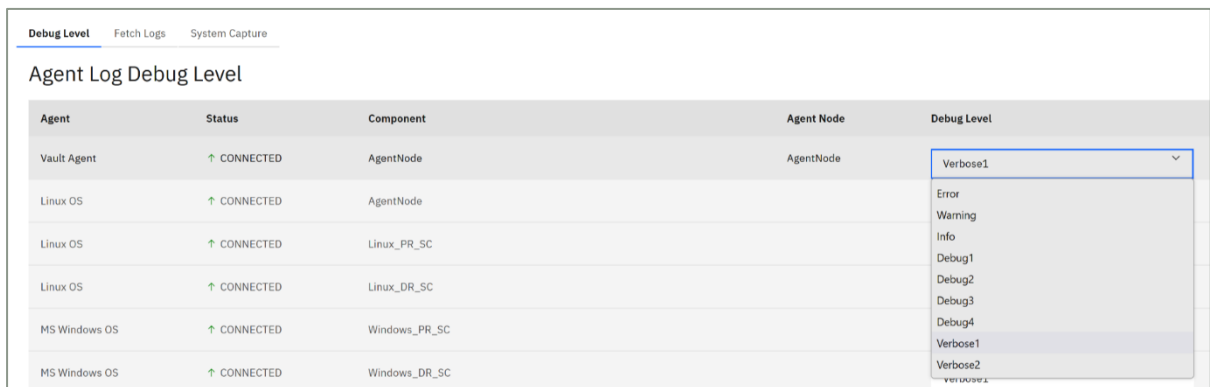 Debug Level Fetch Logs System Capture
Agent Log Debug Level
Agent Status Component Agent Node Debug Level
Vault Agent ↑ CONNECTED AgentNode AgentNode Verbose1
Linux OS ↑ CONNECTED AgentNode
Error
Warning
Info
Linux OS ↑ CONNECTED Linux_PR_SC
Debug1
Debug2
Linux OS ↑ CONNECTED Linux_DR_SC
Debug3
Debug4
MS Windows OS ↑ CONNECTED Windows_PR_SC
Verbose1
Verbose2
MS Windows OS ↑ CONNECTED Windows_DR_SC
Verbose1